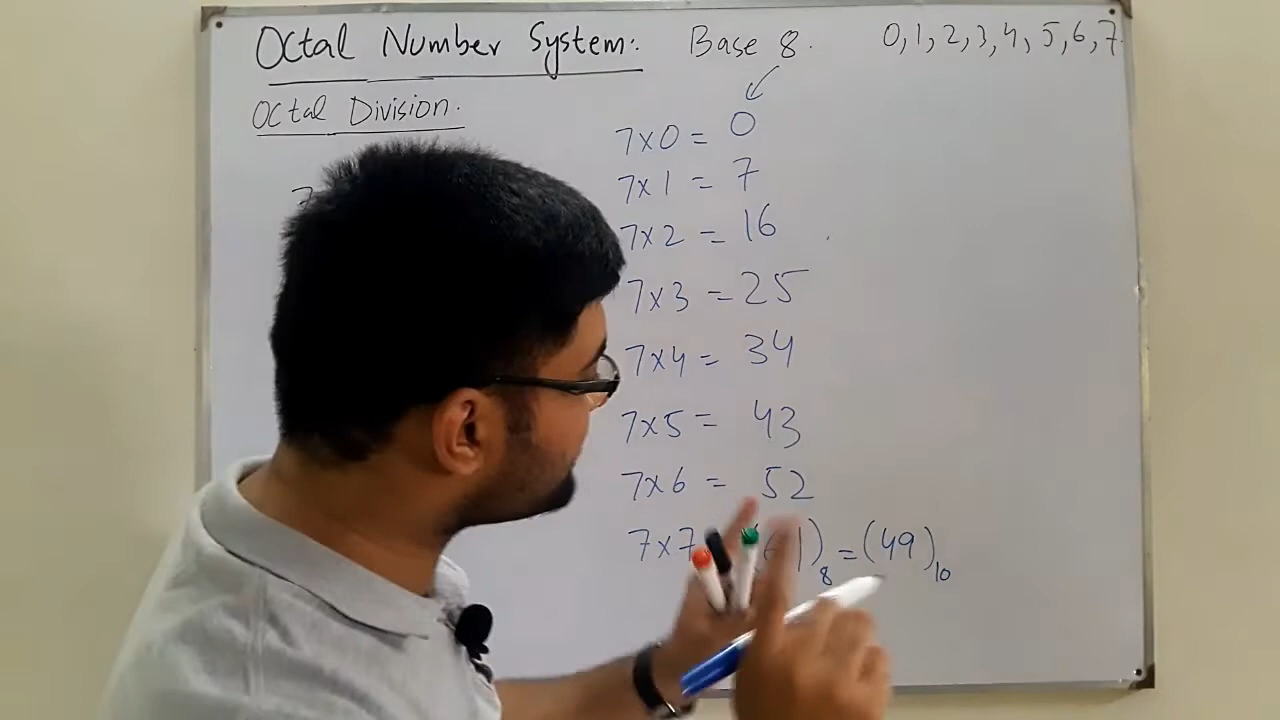 Octal Number System:. Base 8. 0,1,2,3,4,5,6,7.
Octal Division.
7x0 = 0
7x1 = 7
7x2 = 16
7x3 = 25
7x4 = 34
7x5 = 43
7x6 = 52
7x7 (61)8 = (49)10